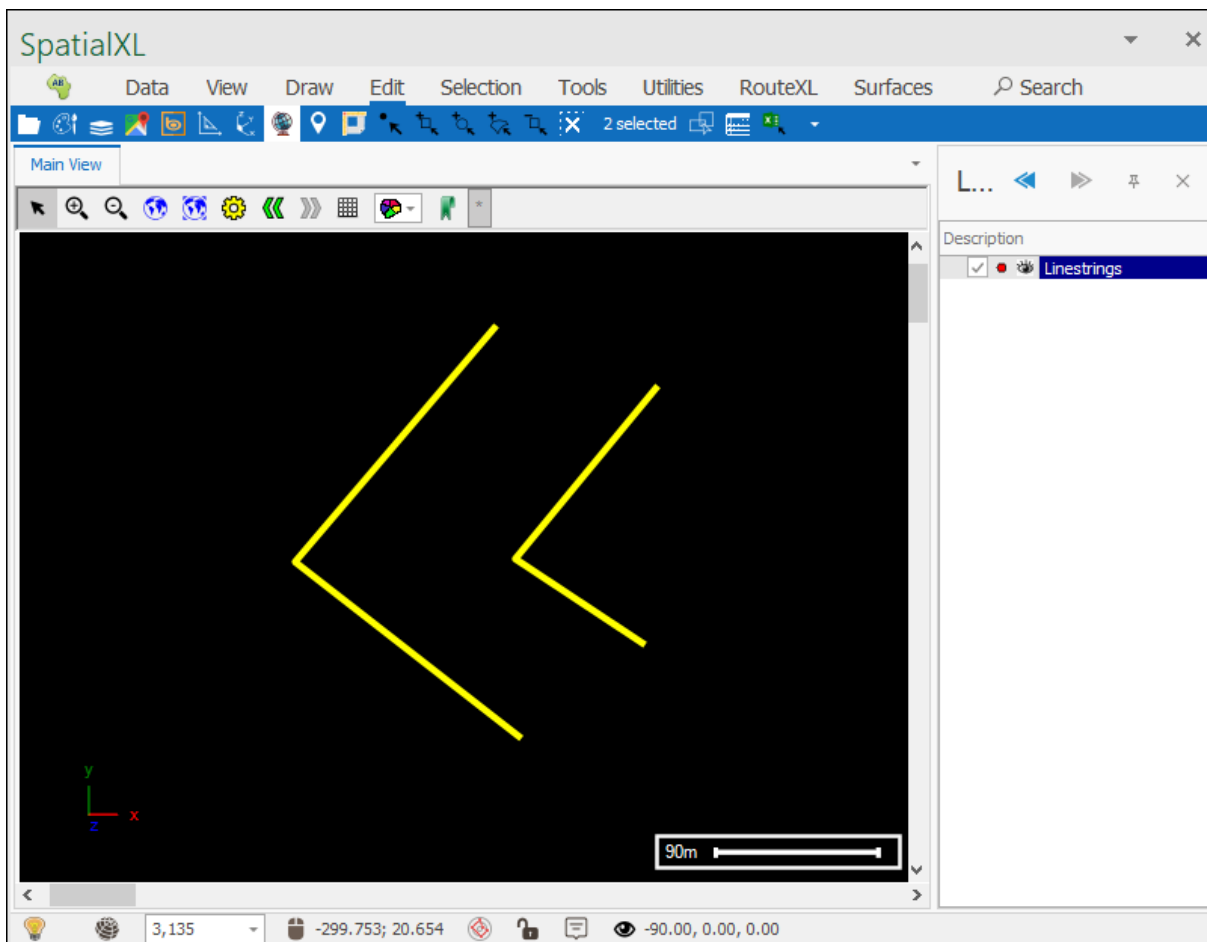 SpatialXL
AB Data View Draw Edit Selection Tools Utilities RouteXL Surfaces Search
2 selected
Main View
L...
Description
Linestrings
y
x
z
90m
3,135 -299.753; 20.654 -90.00, 0.00, 0.00